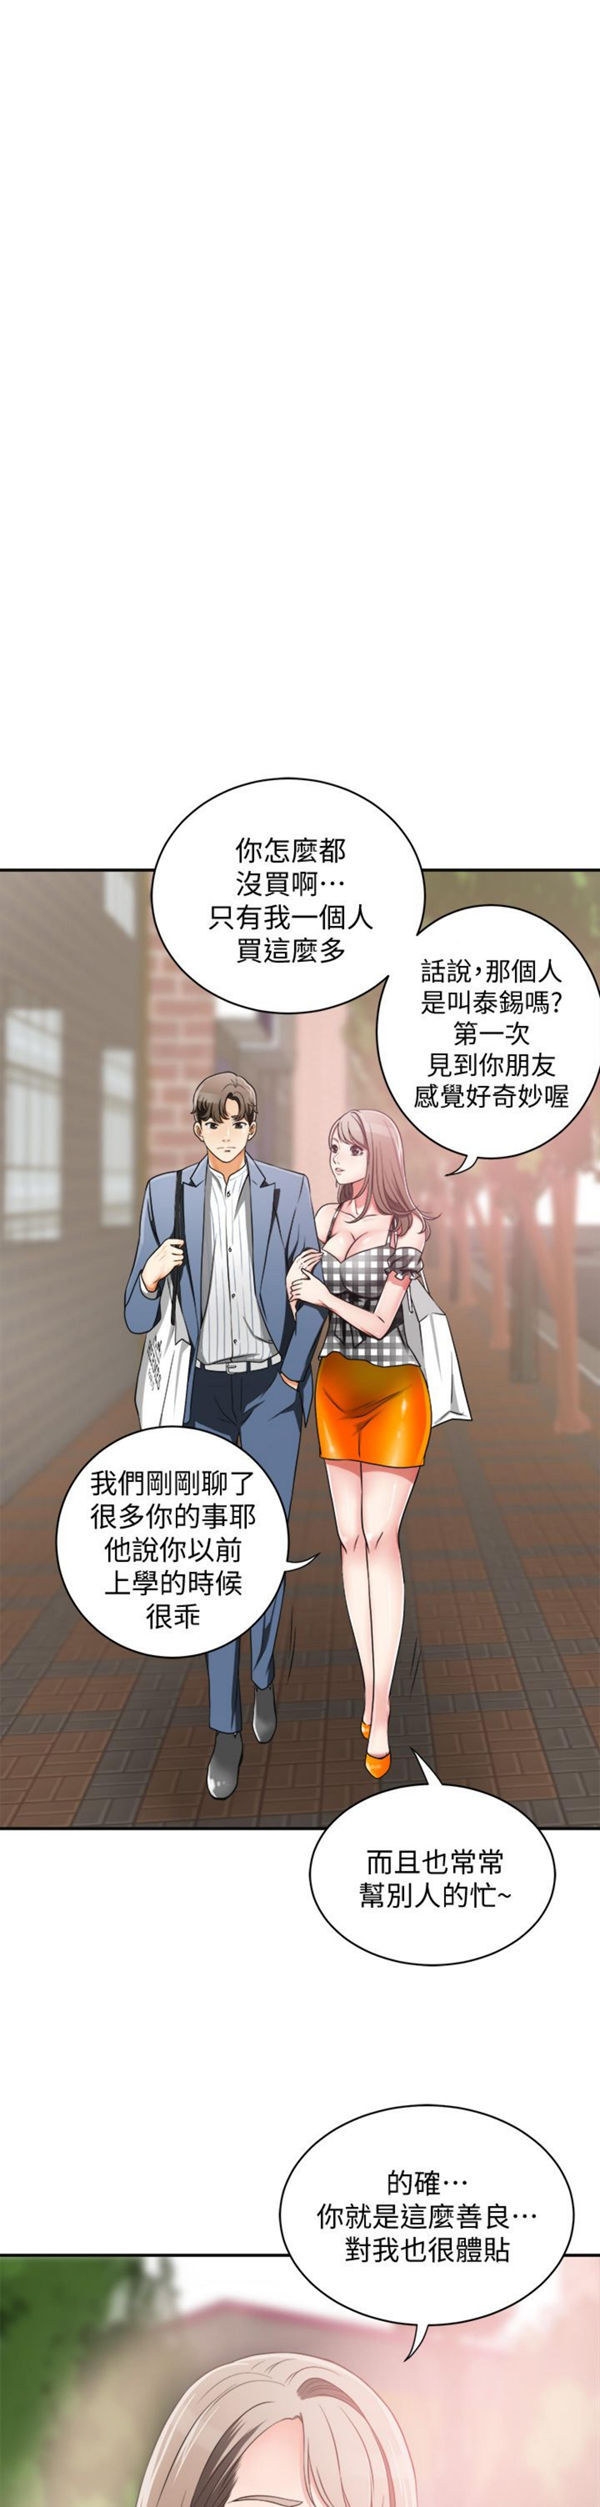 你怎麼都
沒買啊…
只有我一個人
買這麼多
話說，那個人
是叫泰錫嗎?
第一次
見到你朋友
感覺好奇妙喔
我們剛剛聊了
很多你的事耶
他說你以前
上學的時候
很乖
而且也常常
幫別人的忙~
的確…
你就是這麼善良…
對我也很體貼